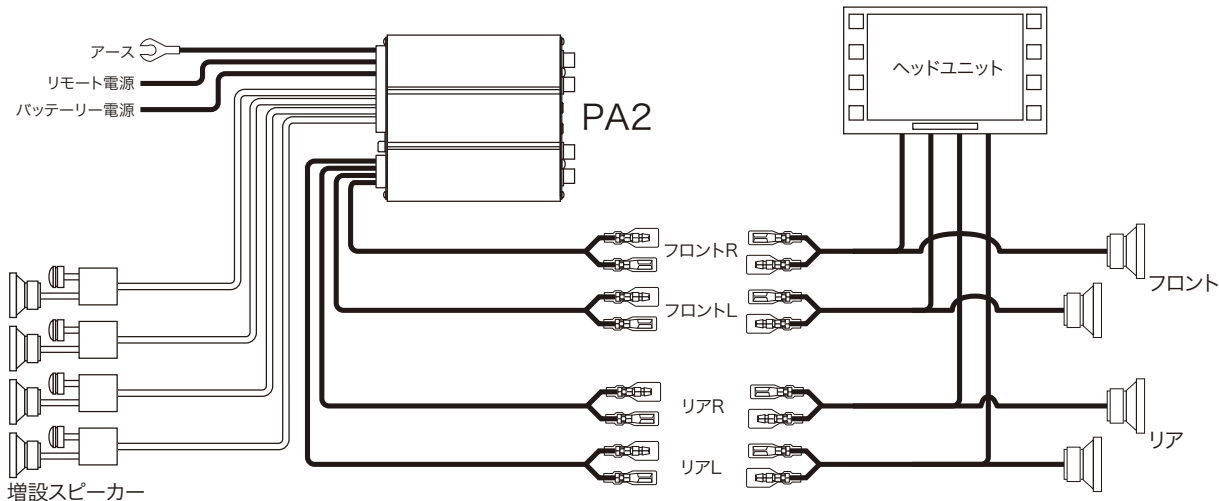 アース
リモート電源
バッテーリー電源
PA2
ヘッドユニット
フロントR
フロント
フロントL
リアR
リア
リアL
増設スピーカー